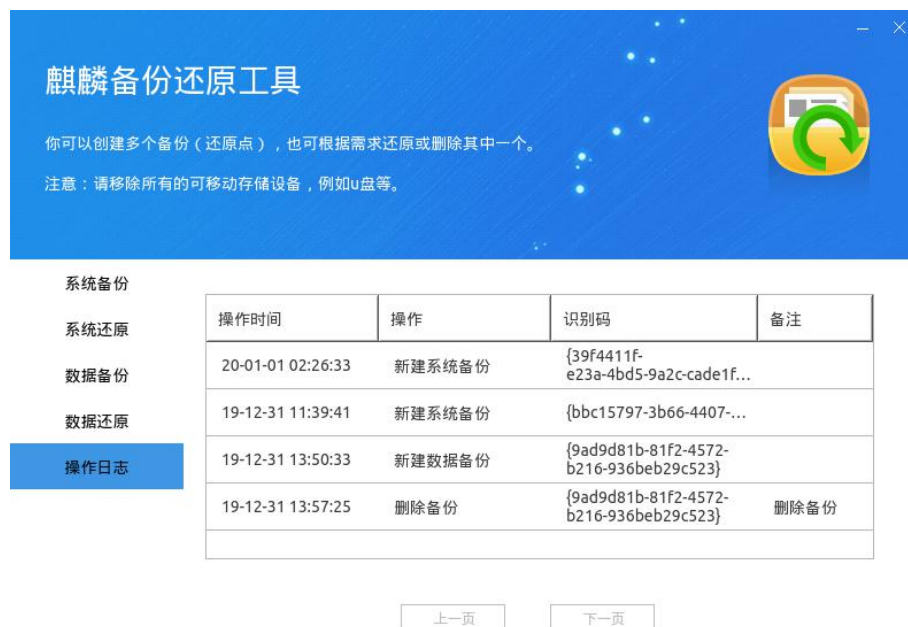 麒麟备份还原工具
你可以创建多个备份（还原点），也可根据需求还原或删除其中一个。
注意：请移除所有的可移动存储设备，例如u盘等。
系统备份
系统还原
数据备份
数据还原
操作日志
操作时间 操作 识别码 备注
20-01-01 02:26:33 新建系统备份 {39f4411f-
e23a-4bd5-9a2c-cade1f...
19-12-31 11:39:41 新建系统备份 {bbc15797-3b66-4407-...
19-12-31 13:50:33 新建数据备份 {9ad9d81b-81f2-4572-
b216-936beb29c523}
19-12-31 13:57:25 删除备份 {9ad9d81b-81f2-4572-
b216-936beb29c523} 删除备份
上一页 下一页